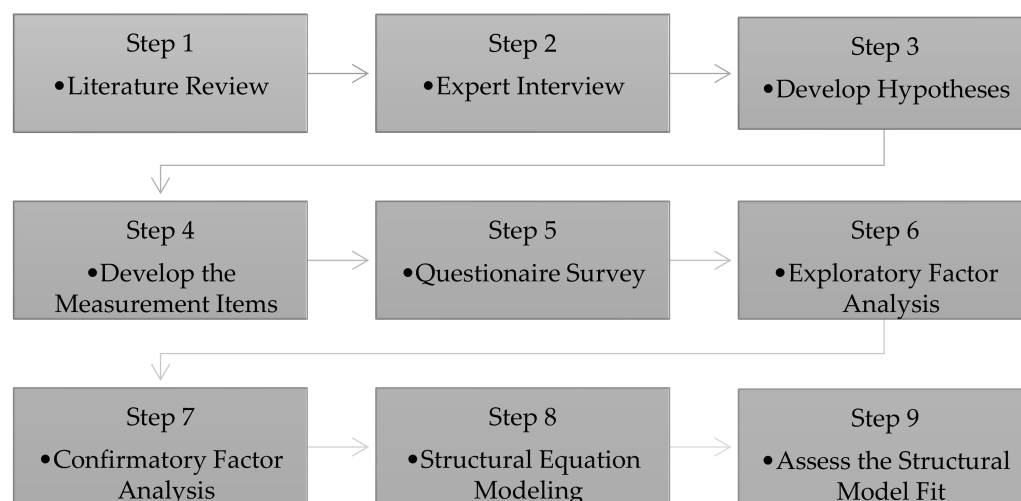 Step 1
•Literature Review
Step 2
•Expert Interview
Step 3
•Develop Hypotheses
Step 4
•Develop the
Measurement Items
Step 5
•Questionaire Survey
Step 6
•Exploratory Factor
Analysis
Step 7
•Confirmatory Factor
Analysis
Step 8
•Structural Equation
Modeling
Step 9
•Assess the Structural
Model Fit